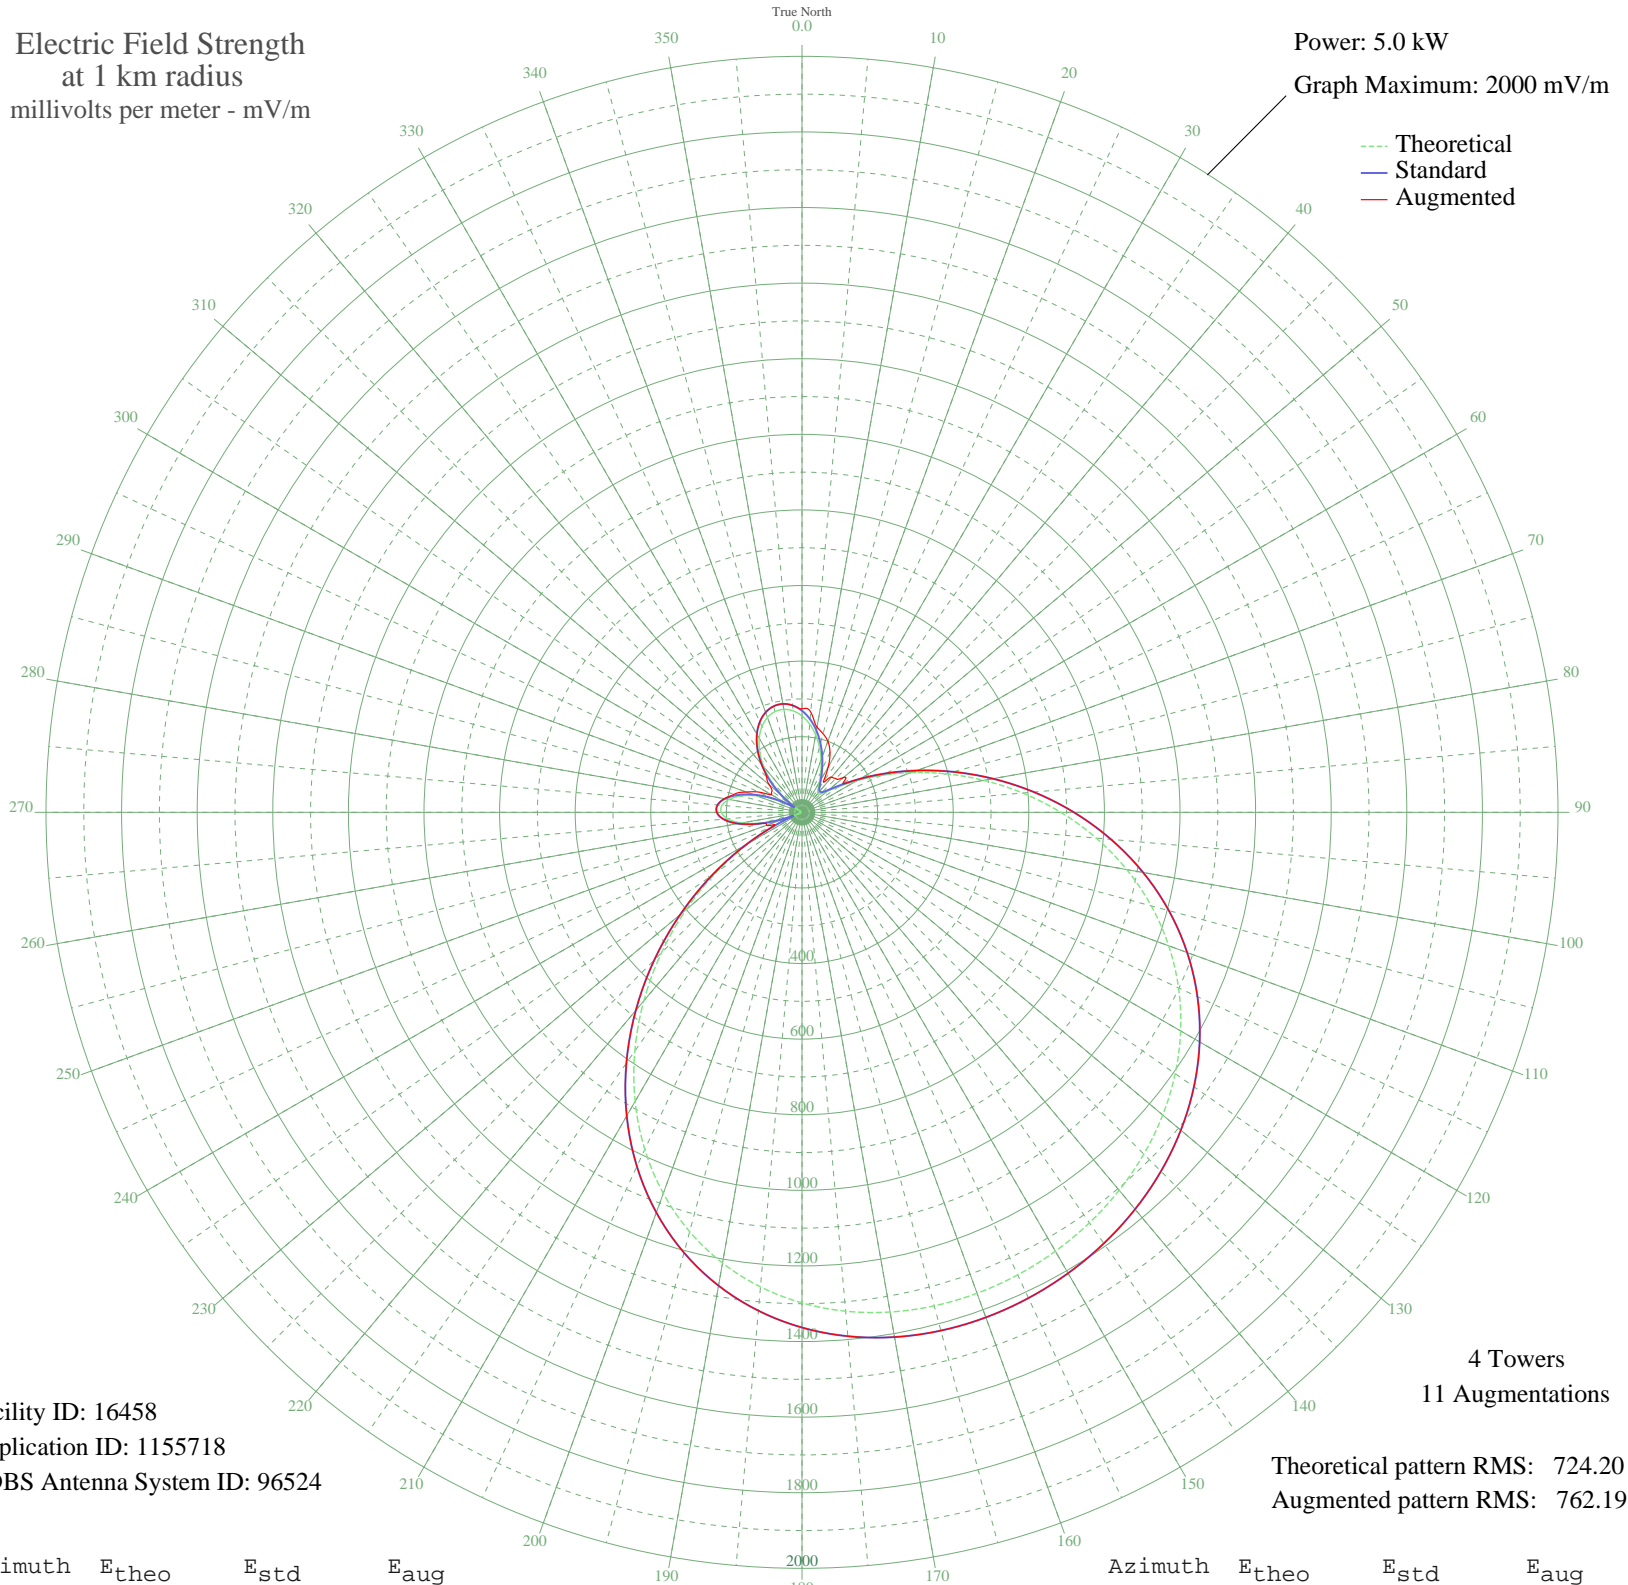 True North
0.0
Electric Field Strength
at 1 km radius
millivolts per meter - mV/m
Power: 5.0 kW
Graph Maximum: 2000 mV/m
Theoretical
Standard
Augmented
10
20
30
40
50
60
70
80
90
100
110
120
130
140
150
160
170
190
200
210
220
230
240
250
260
270
280
290
300
310
320
330
340
350
400
600
800
1000
1200
1400
1600
1800
2000
4 Towers
11 Augmentations
cility ID: 16458
plication ID: 1155718
DBS Antenna System ID: 96524
Theoretical pattern RMS: 724.20
Augmented pattern RMS: 762.19
imuth Etheo Estd Eaug
Azimuth Etheo Estd Eaug